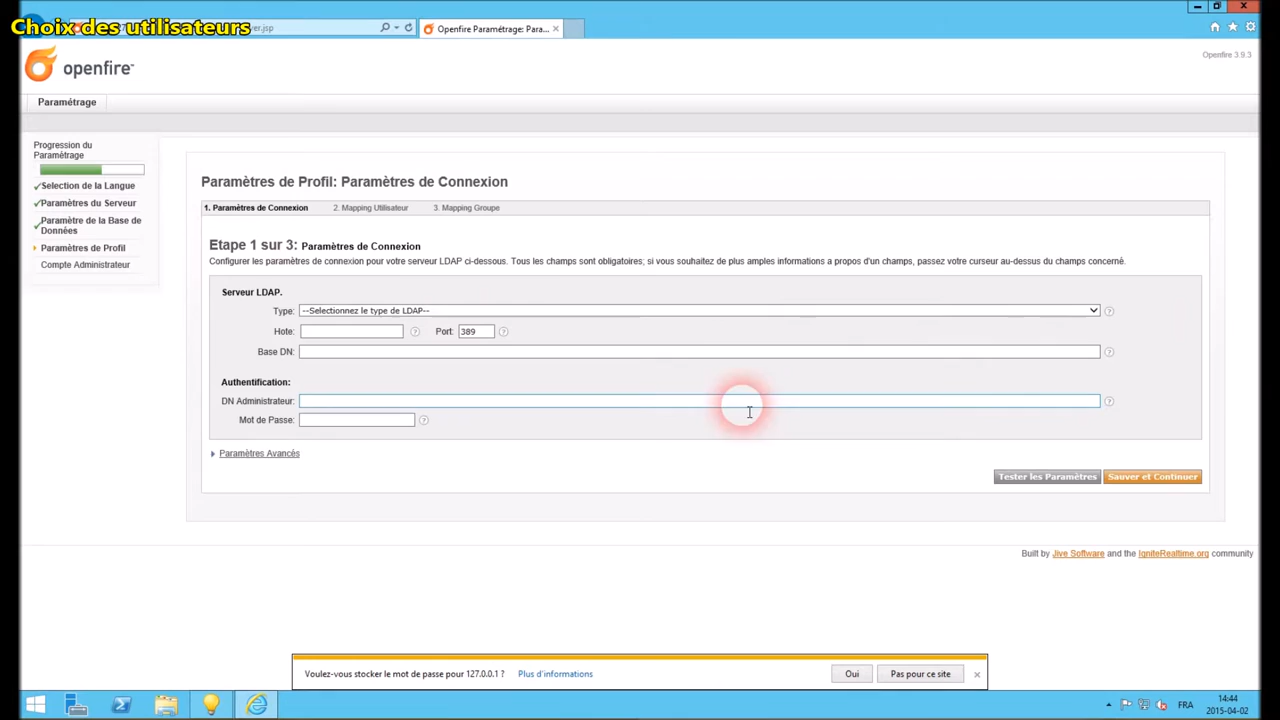 Choix des utilisateurs
ver.jsp
Openfire Paramétrage: Para...
openfire™
Openfire 3.9.3
Paramétrage
Progression du
Paramétrage
Selection de la Langue
Paramètres du Serveur
Paramètre de la Base de
Données
Paramètres de Profil
Compte Administrateur
Paramètres de Profil: Paramètres de Connexion
1. Paramètres de Connexion 2. Mapping Utilisateur 3. Mapping Groupe
Etape 1 sur 3: Paramètres de Connexion
Configurer les paramètres de connexion pour votre serveur LDAP ci-dessous. Tous les champs sont obligatoires; si vous souhaitez de plus amples informations a propos d'un champs, passez votre curseur au-dessus du champs concerné.
Serveur LDAP.
Type: --Selectionnez le type de LDAP--
Hote: Port: 389
Base DN:
Authentification:
DN Administrateur:
Mot de Passe:
Paramètres Avancés
Tester les Paramètres Sauver et Continuer
Built by Jive Software and the IgniteRealtime.org community
Voulez-vous stocker le mot de passe pour 127.0.0.1 ? Plus d'informations Oui Pas pour ce site
FRA
14:44
2015-04-02